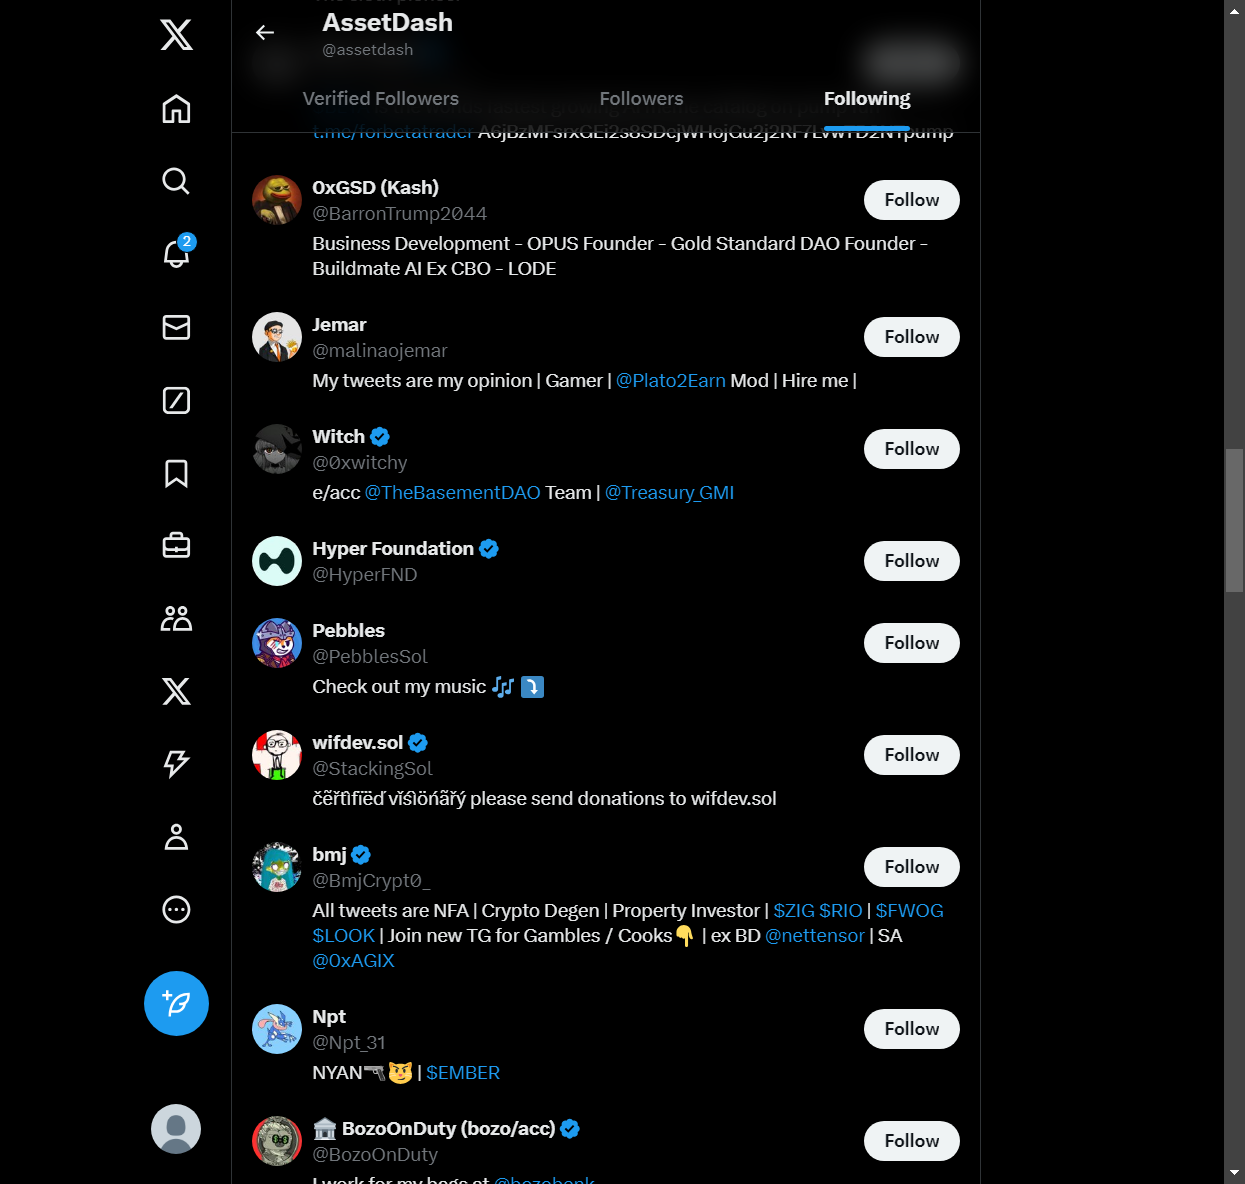 AssetDash
@assetdash
Verified Followers
Followers
Following
t.me/forbetatrader
0xGSD (Kash)
@BarronTrump2044
Follow
Business Development - OPUS Founder - Gold Standard DAO Founder -
Buildmate AI Ex CBO - LODE
Jemar
@malinaojemar
Follow
My tweets are my opinion | Gamer | @Plato2Earn Mod | Hire me |
2
Witch
@0xwitchy
Follow
e/acc @TheBasementDAO Team | @Treasury_GMI
Hyper Foundation
@HyperFND
Follow
Pebbles
@PebblesSol
Follow
Check out my music 🎶 ⤵️
wifdev.sol
@StackingSol
Follow
čẽřtìfïëď vǐśìöńãřý please send donations to wifdev.sol
bmj
@BmjCrypt0_
Follow
All tweets are NFA | Crypto Degen | Property Investor | $ZIG $RIO | $FWOG
$LOOK | Join new TG for Gambles / Cooks👇 | ex BD @nettensor | SA
@0xAGIX
Npt
@Npt_31
Follow
NYAN🔫😼 | $EMBER
🏛️ BozoOnDuty (bozo/acc)
@BozoOnDuty
Follow
I work for my bags at @bozobank